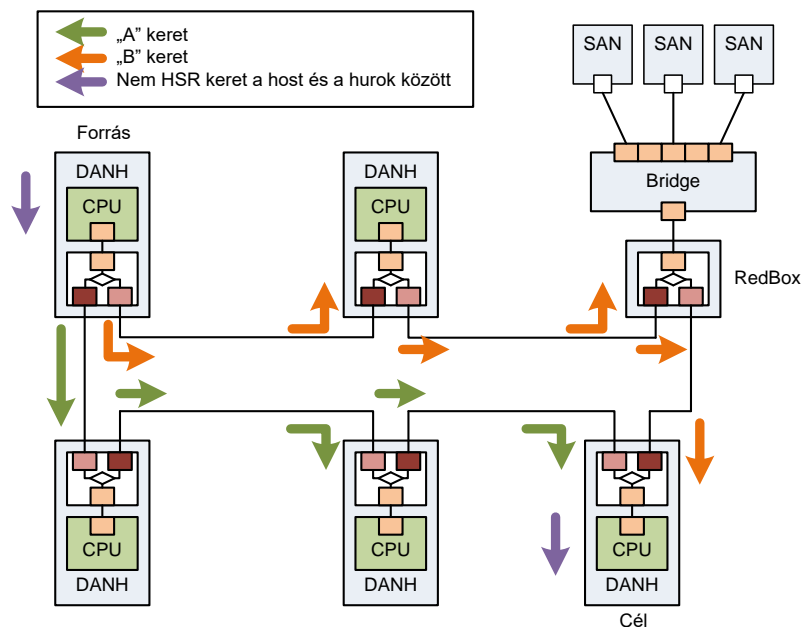 „A” keret
„B” keret
Nem HSR keret a host és a hurok között
SAN
SAN
SAN
Forrás
DANH
CPU
DANH
CPU
Bridge
RedBox
CPU
DANH
CPU
DANH
CPU
DANH
Cél